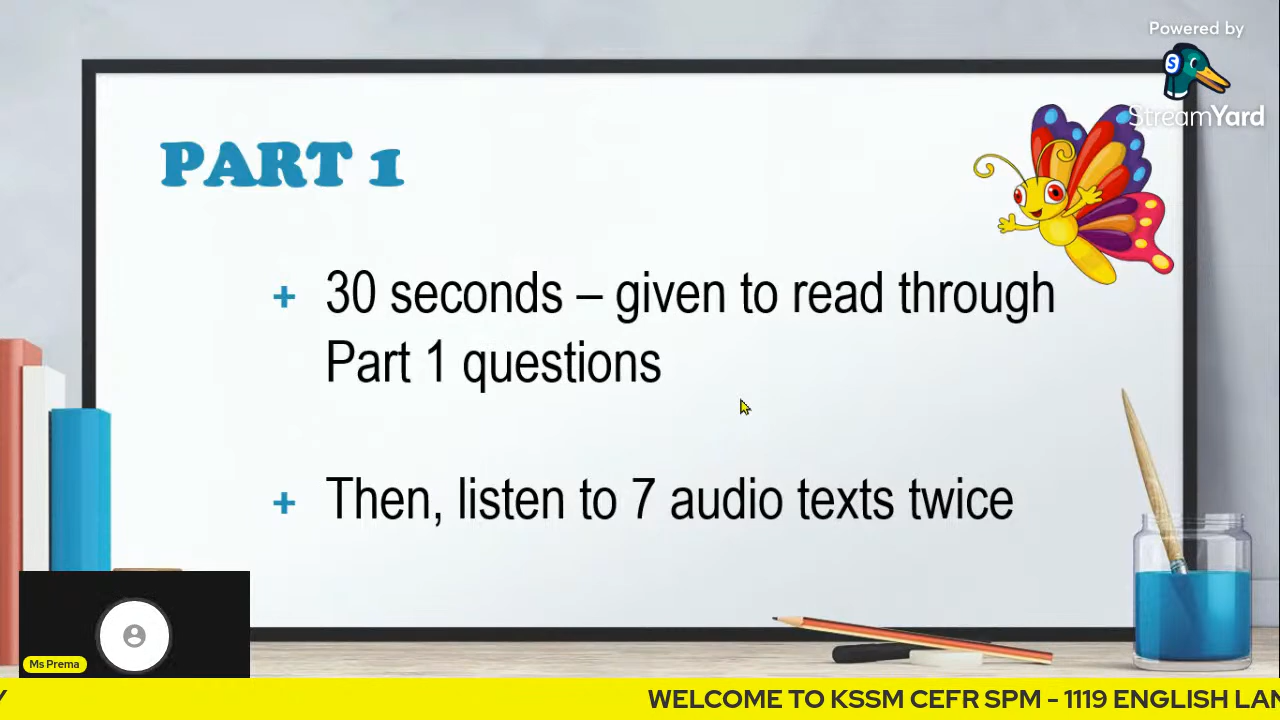 Powered by
StreamYard
PART 1
+ 30 seconds – given to read through
Part 1 questions
+ Then, listen to 7 audio texts twice
Ms Prema
WELCOME TO KSSM CEFR SPM - 1119 ENGLISH